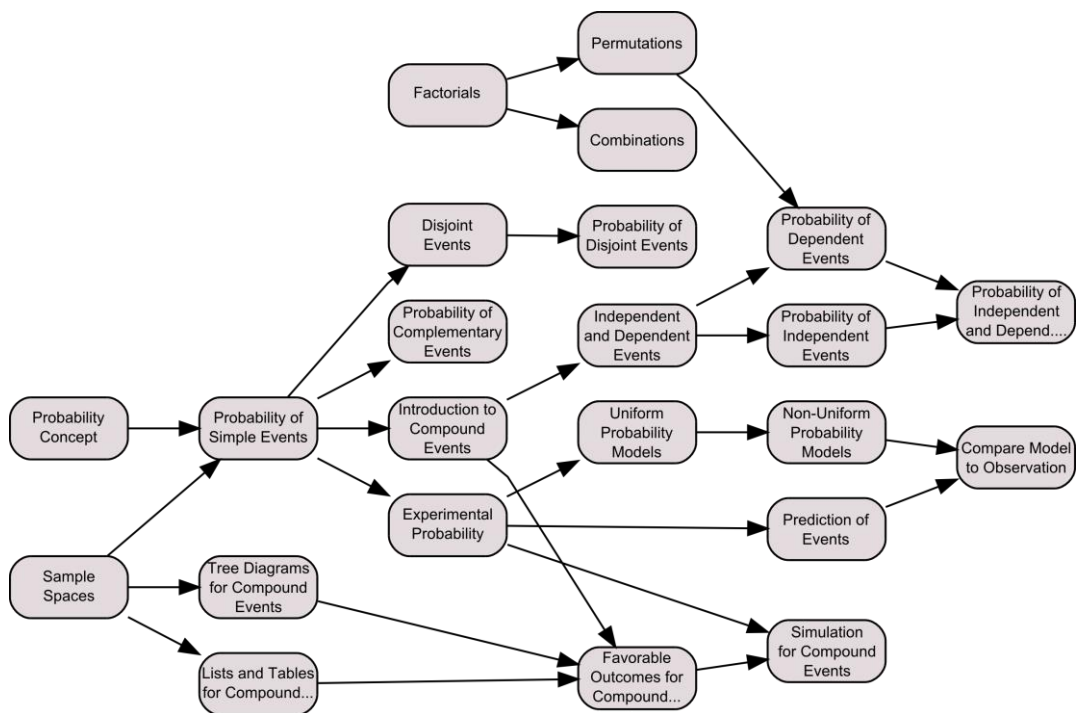 Permutations
Factorials
Combinations
Disjoint
Events
Probability of
Disjoint Events
Probability of
Dependent
Events
Probability of
Complementary
Events
Independent
and Dependent
Events
Probability of
Independent
Events
Probability of
Independent
and Depend....
Probability
Concept
Probability of
Simple Events
Introduction to
Compound
Events
Uniform
Probability
Models
Non-Uniform
Probability
Models
Compare Model
to Observation
Experimental
Probability
Prediction of
Events
Sample
Spaces
Tree Diagrams
for Compound
Events
Lists and Tables
for Compound...
Favorable
Outcomes for
Compound...
Simulation
for Compound
Events